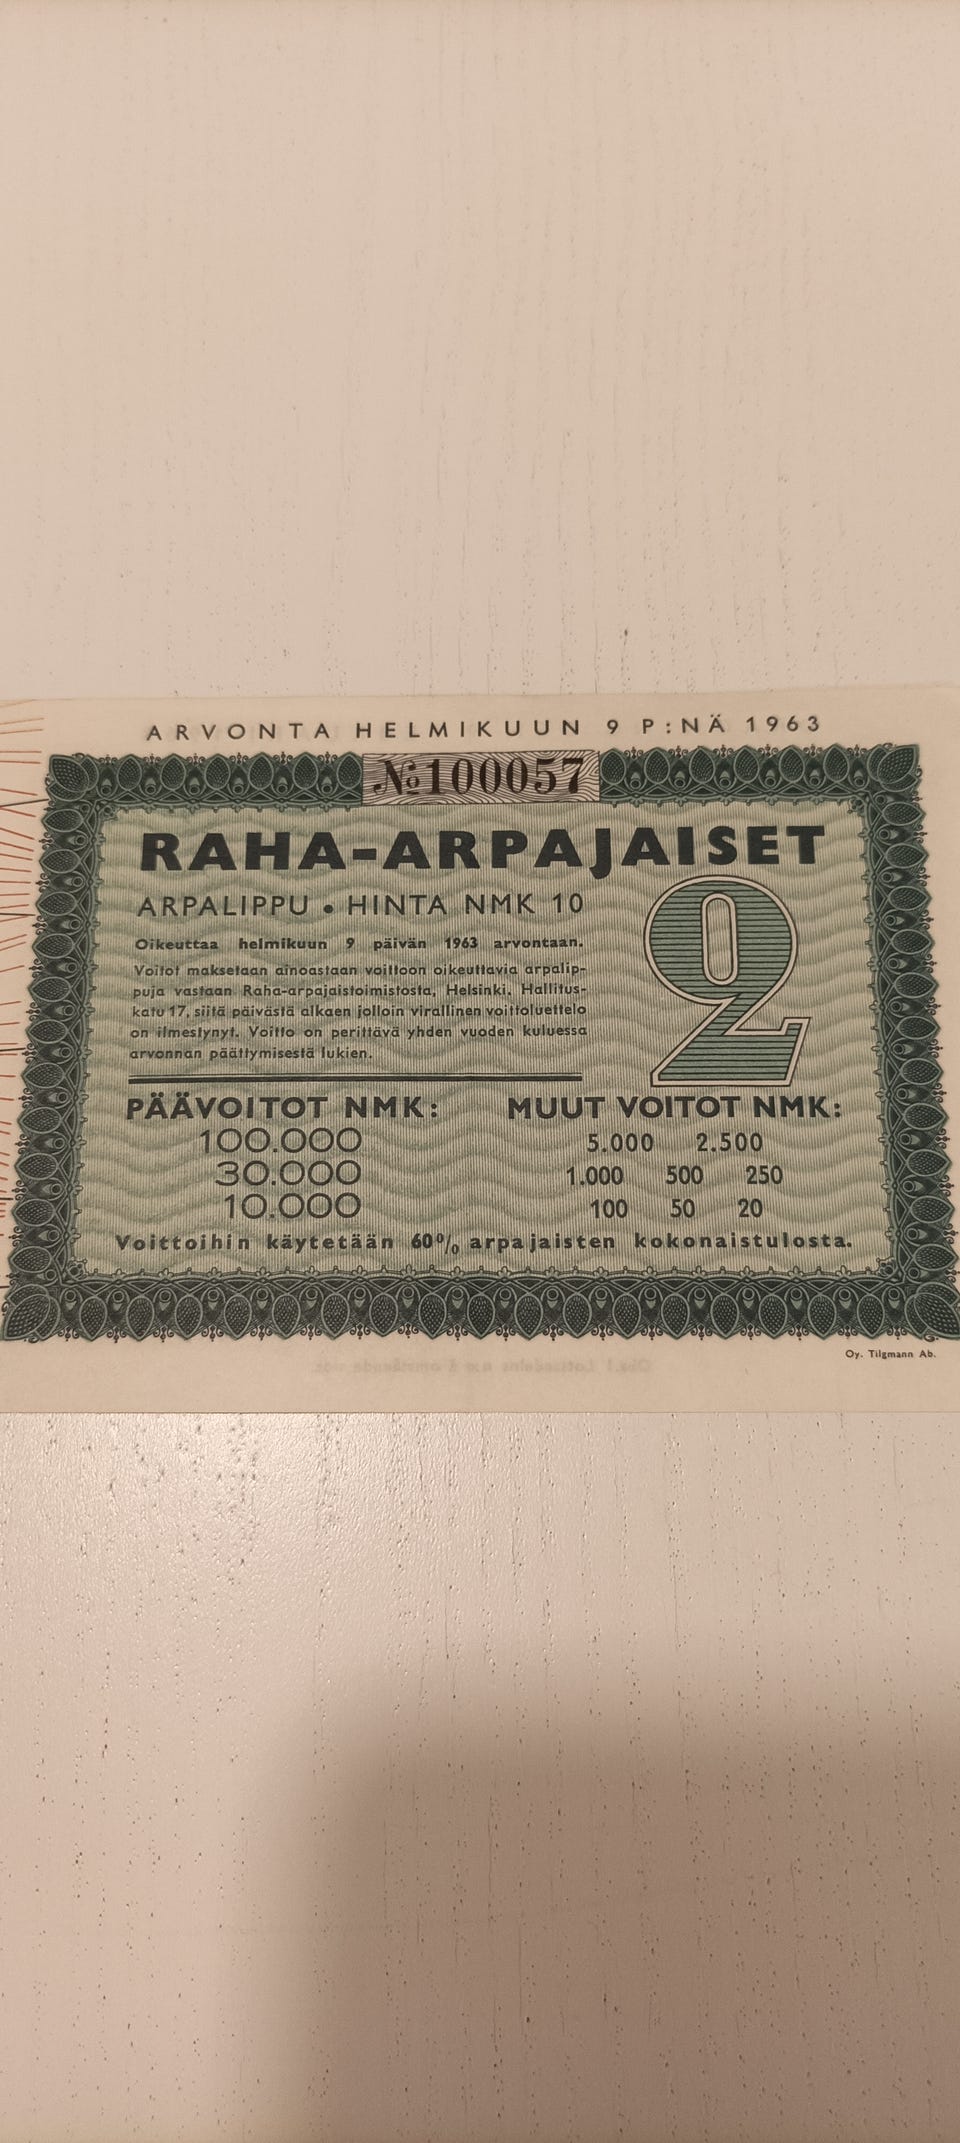 ARVONTA HELMIKUUN 9 P:NÄ 1963
№100057
RAHA-ARPAJAISET
ARPALIPPU • HINTA NMK 10
2
Oikeuttaa helmikuun 9 päivän 1963 arvontaan.
Voitot maksetaan ainoastaan voittoon oikeuttavia arpalip-
puja vastaan Raha-arpajaistoimistosta, Helsinki, Hallitus-
katu 17, siitä päivästä alkaen jolloin virallinen voittoluettelo
on ilmestynyt. Voitto on perittävä yhden vuoden kuluessa
arvonnan päättymisestä lukien.
PÄÄVOITOT NMK:
100.000
30.000
10.000
MUUT VOITOT NMK:
5.000 2.500
1.000 500 250
100 50 20
Voittoihin käytetään 60% arpajaisten kokonaistulosta.
Oy. Tilgmann Ab.